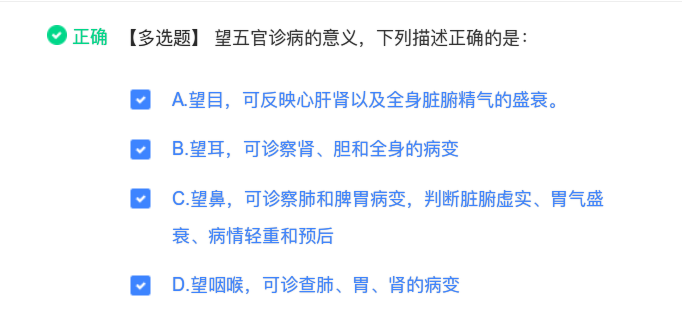 正确 【多选题】 望五官诊病的意义，下列描述正确的是：
A.望目，可反映心肝肾以及全身脏腑精气的盛衰。
B.望耳，可诊察肾、胆和全身的病变
C.望鼻，可诊察肺和脾胃病变，判断脏腑虚实、胃气盛
衰、病情轻重和预后
D.望咽喉，可诊查肺、胃、肾的病变